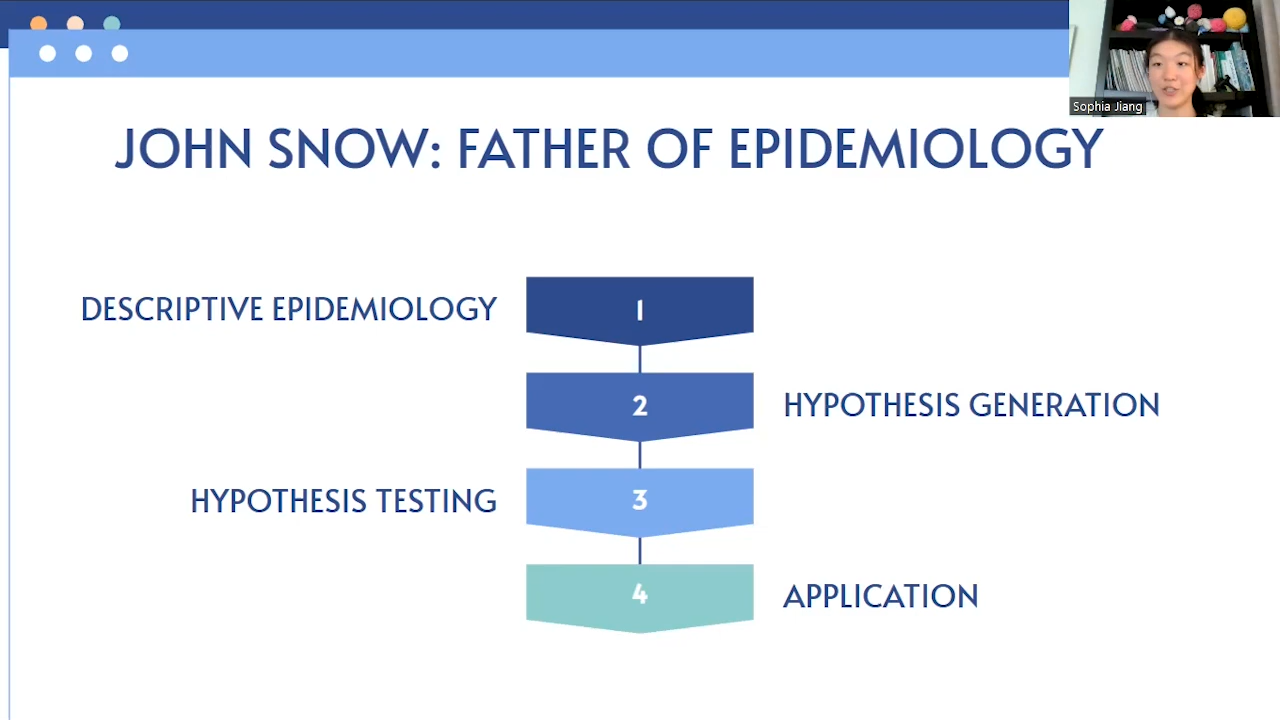 Sophia Jiang
JOHN SNOW: FATHER OF EPIDEMIOLOGY
DESCRIPTIVE EPIDEMIOLOGY
1
2
HYPOTHESIS GENERATION
HYPOTHESIS TESTING
3
4
APPLICATION